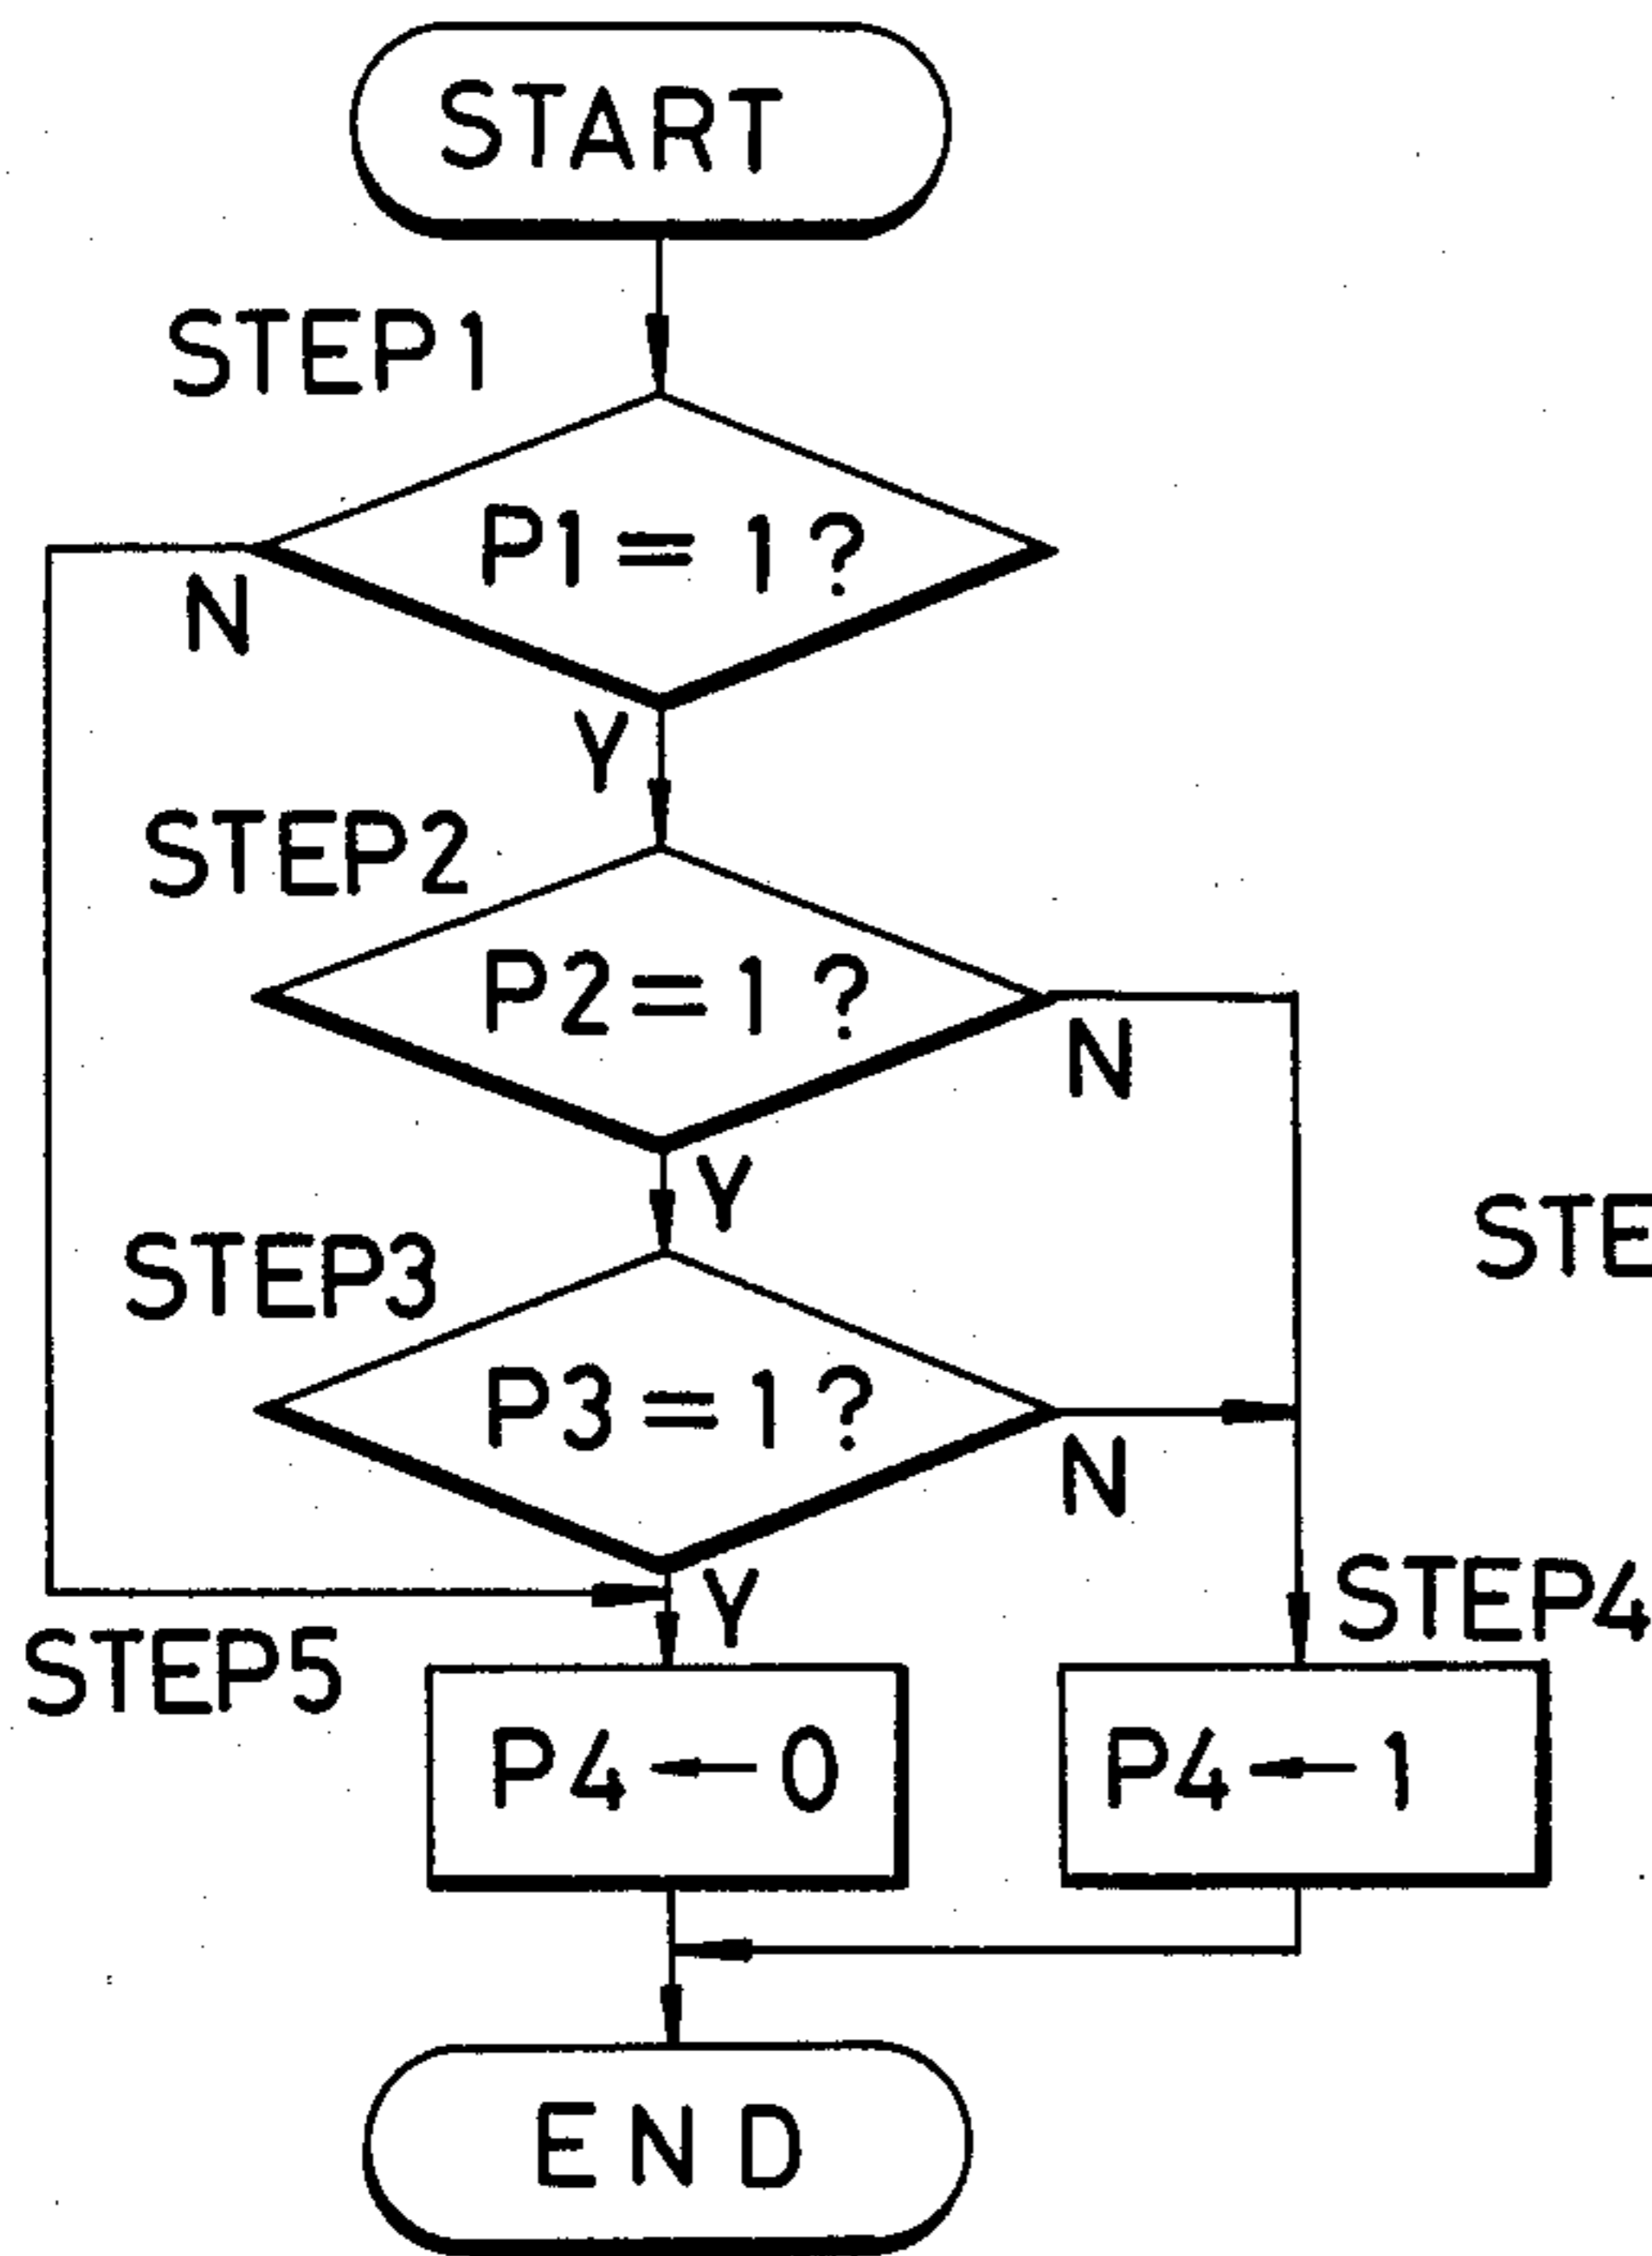 START
STEP1
P1=1?
N
Y
STEP2
P2=1?
N
Y
STEP3
P3=1?
N
Y
STEP4
STEP5
P4←0
P4←1
END